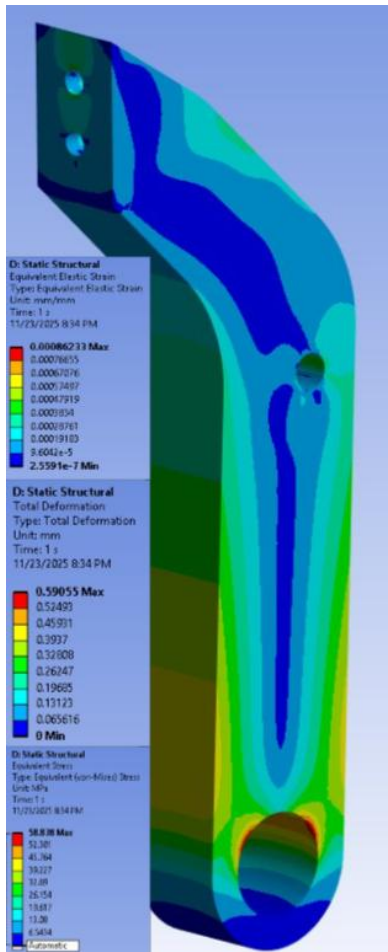 D: Static Structural
Equivalent Elastic Strain
Type: Equivalent Elastic Strain
Unit: mm/mm
Time: 1 s
11/23/2025 8:34 PM
0.00086233 Max
0.00076655
0.00067076
0.00057497
0.00047919
0.0003834
0.00028761
0.00019183
9.6042e-5
2.5591e-7 Min
D: Static Structural
Total Deformation
Type: Total Deformation
Unit: mm
Time: 1 s
11/23/2025 8:34 PM
0.59055 Max
0.52493
0.45931
0.3937
0.32808
0.26247
0.19685
0.13123
0.065616
0 Min
D: Static Structural
Equivalent Stress
Type: Equivalent (von-Mises) Stress
Unit: MPa
Time: 1 s
11/23/2025 8:34 PM
58.838 Max
52.301
45.764
39.227
32.69
26.154
19.617
13.08
6.5434
Automatic